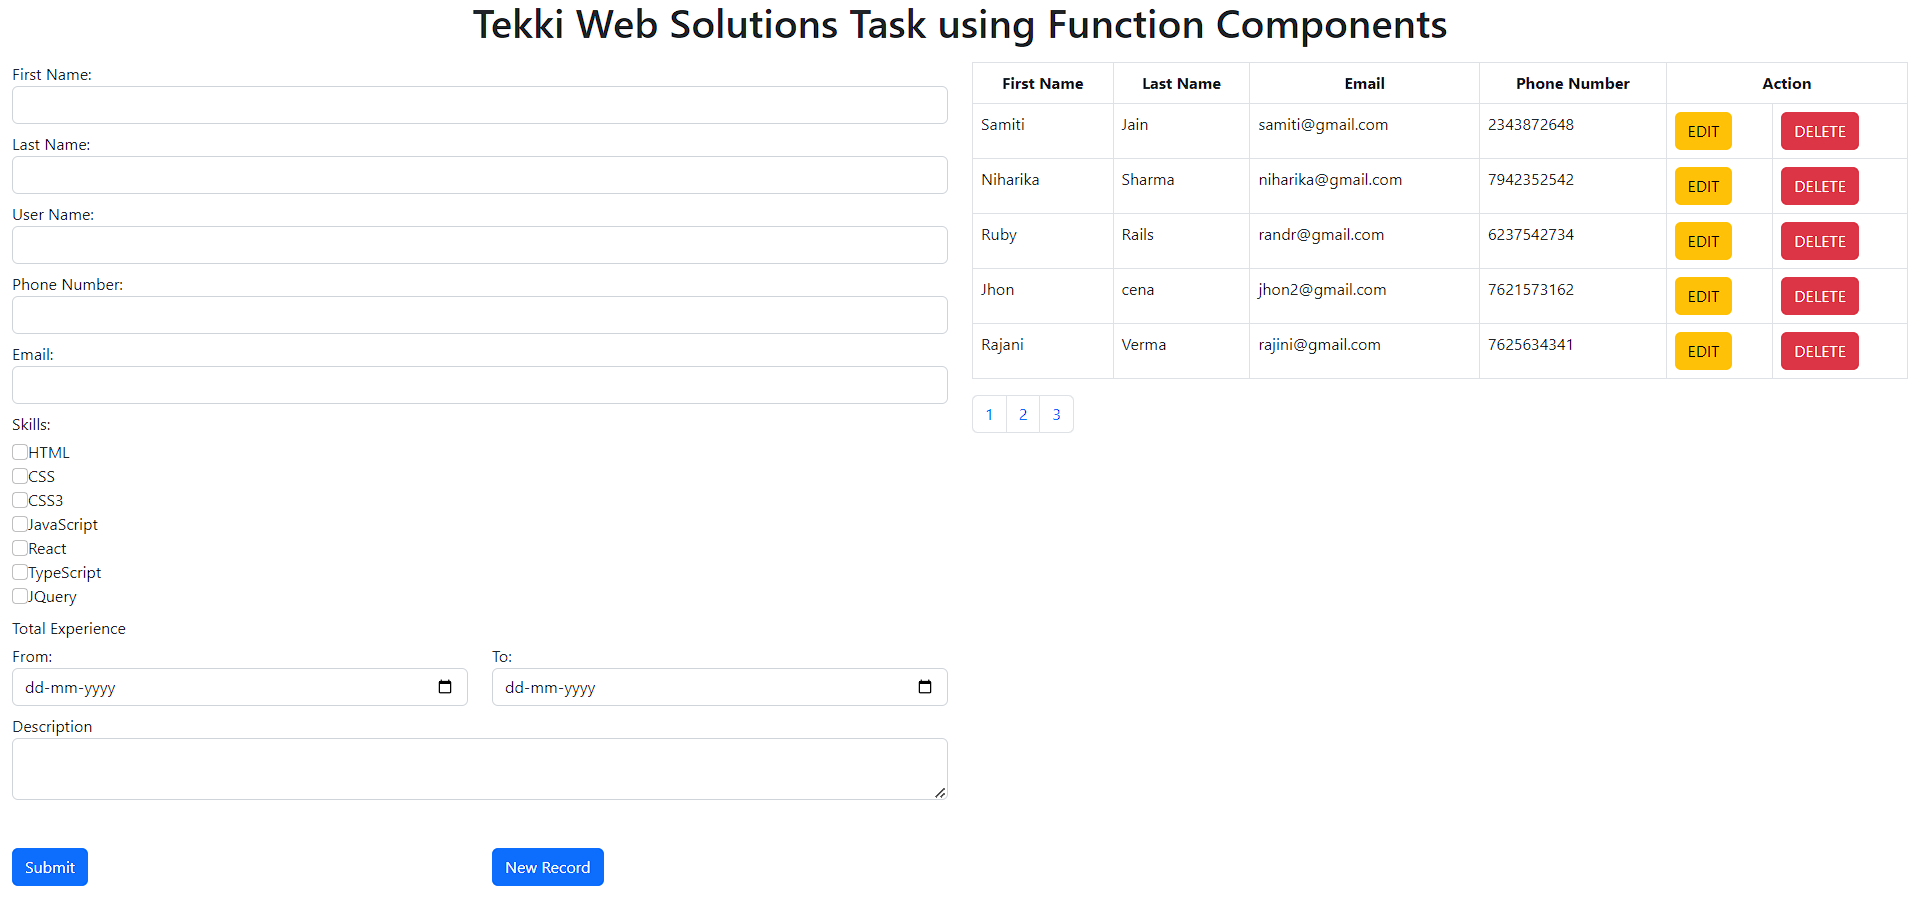 Tekki Web Solutions Task using Function Components
First Name:
Last Name:
User Name:
Phone Number:
Email:
Skills:
HTML
CSS
CSS3
JavaScript
React
TypeScript
JQuery
Total Experience
From: To:
dd-mm-yyyy dd-mm-yyyy
Description
Submit New Record
First Name Last Name Email Phone Number Action
Samiti Jain samiti@gmail.com 2343872648 EDIT DELETE
Niharika Sharma niharika@gmail.com 7942352542 EDIT DELETE
Ruby Rails randr@gmail.com 6237542734 EDIT DELETE
Jhon cena jhon2@gmail.com 7621573162 EDIT DELETE
Rajani Verma rajini@gmail.com 7625634341 EDIT DELETE
1 2 3